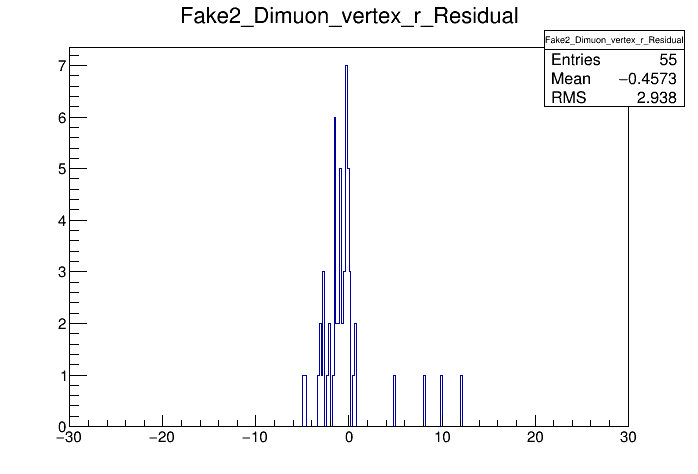 Fake2_Dimuon_vertex_r_Residual
Fake2_Dimuon_vertex_r_Residual
Entries 55
Mean −0.4573
RMS 2.938
7
6
5
4
3
2
1
0
−30 −20 −10 0 10 20 30